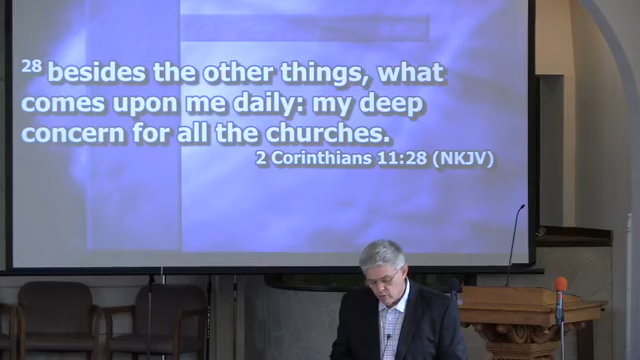 28 besides the other things, what
comes upon me daily: my deep
concern for all the churches.
2 Corinthians 11:28 (NKJV)